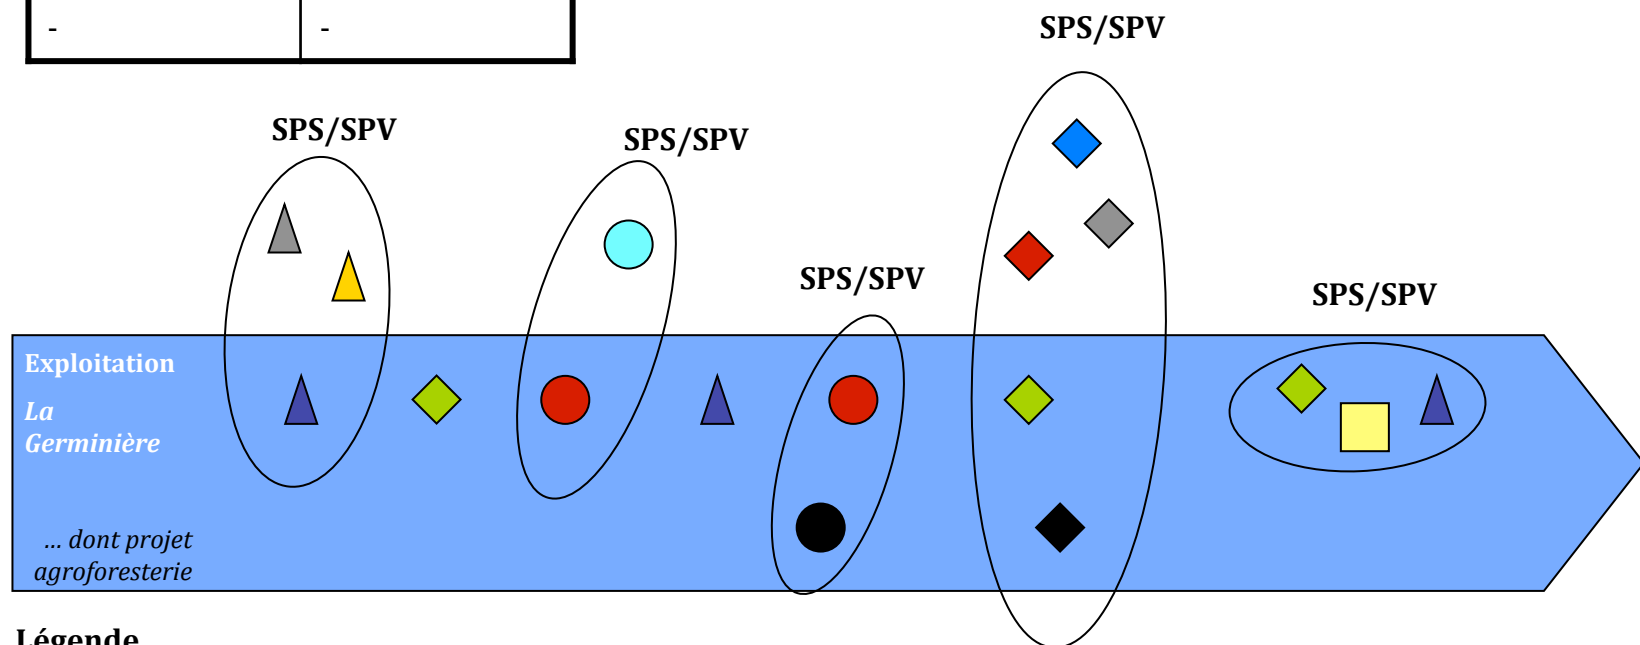 - -
SPS/SPV
SPS/SPV
SPS/SPV
SPS/SPV
SPS/SPV
Exploitation
La
Germinière
... dont projet
agroforesterie
Légende